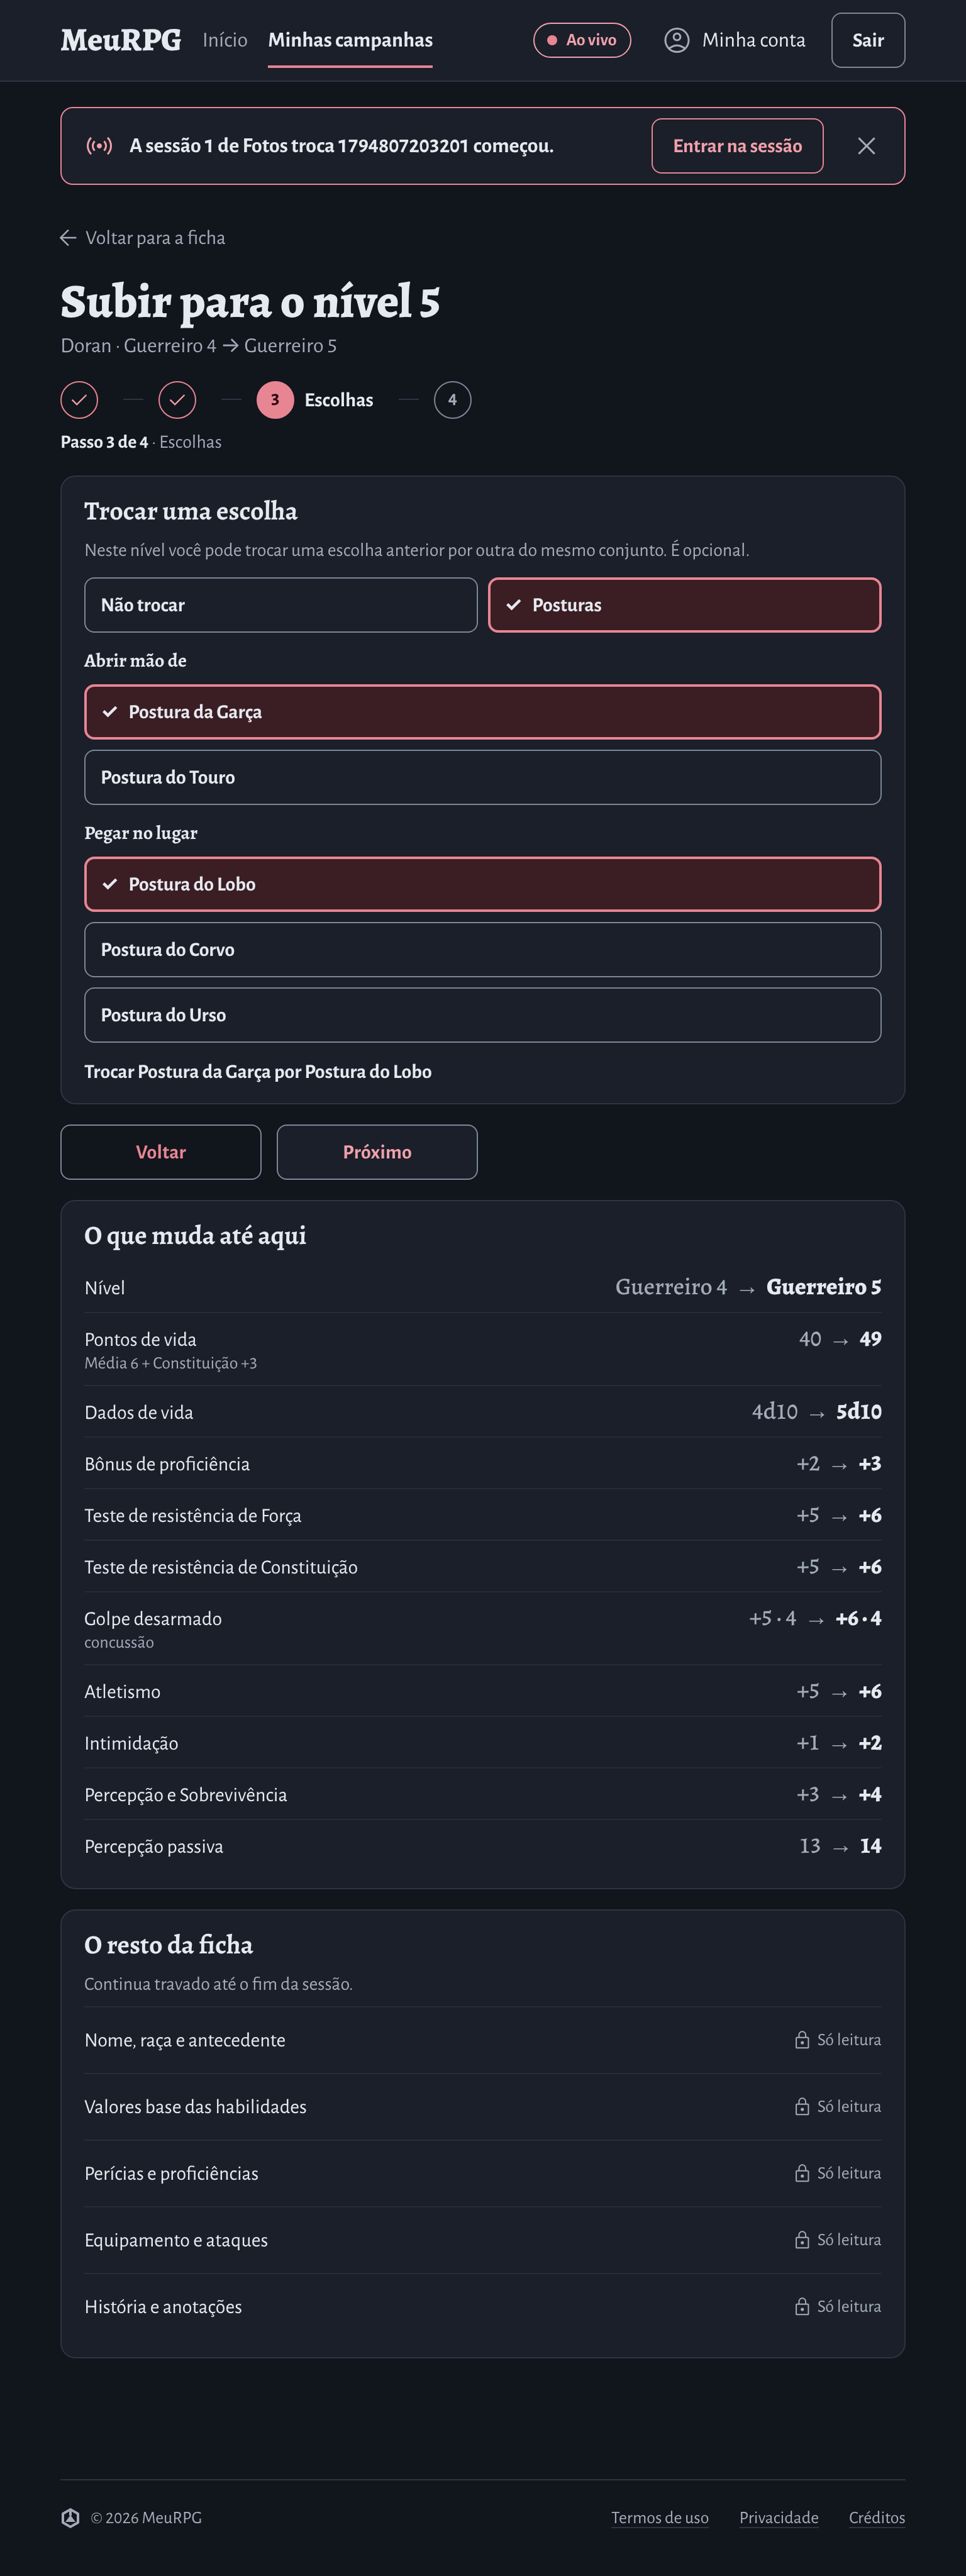 MeuRPG Início Minhas campanhas Ao vivo Minha conta Sair
A sessão 1 de Fotos troca 1794807203201 começou. Entrar na sessão
Voltar para a ficha
Subir para o nível 5
Doran · Guerreiro 4 → Guerreiro 5
3 Escolhas 4
Passo 3 de 4 · Escolhas
Trocar uma escolha
Neste nível você pode trocar uma escolha anterior por outra do mesmo conjunto. É opcional.
Não trocar Posturas
Abrir mão de
Postura da Garça
Postura do Touro
Pegar no lugar
Postura do Lobo
Postura do Corvo
Postura do Urso
Trocar Postura da Garça por Postura do Lobo
Voltar Próximo
O que muda até aqui
Nível Guerreiro 4 → Guerreiro 5
Pontos de vida 40 → 49
Média 6 + Constituição +3
Dados de vida 4d10 → 5d10
Bônus de proficiência +2 → +3
Teste de resistência de Força +5 → +6
Teste de resistência de Constituição +5 → +6
Golpe desarmado +5 · 4 → +6 · 4
concussão
Atletismo +5 → +6
Intimidação +1 → +2
Percepção e Sobrevivência +3 → +4
Percepção passiva 13 → 14
O resto da ficha
Continua travado até o fim da sessão.
Nome, raça e antecedente Só leitura
Valores base das habilidades Só leitura
Perícias e proficiências Só leitura
Equipamento e ataques Só leitura
História e anotações Só leitura
© 2026 MeuRPG Termos de uso Privacidade Créditos